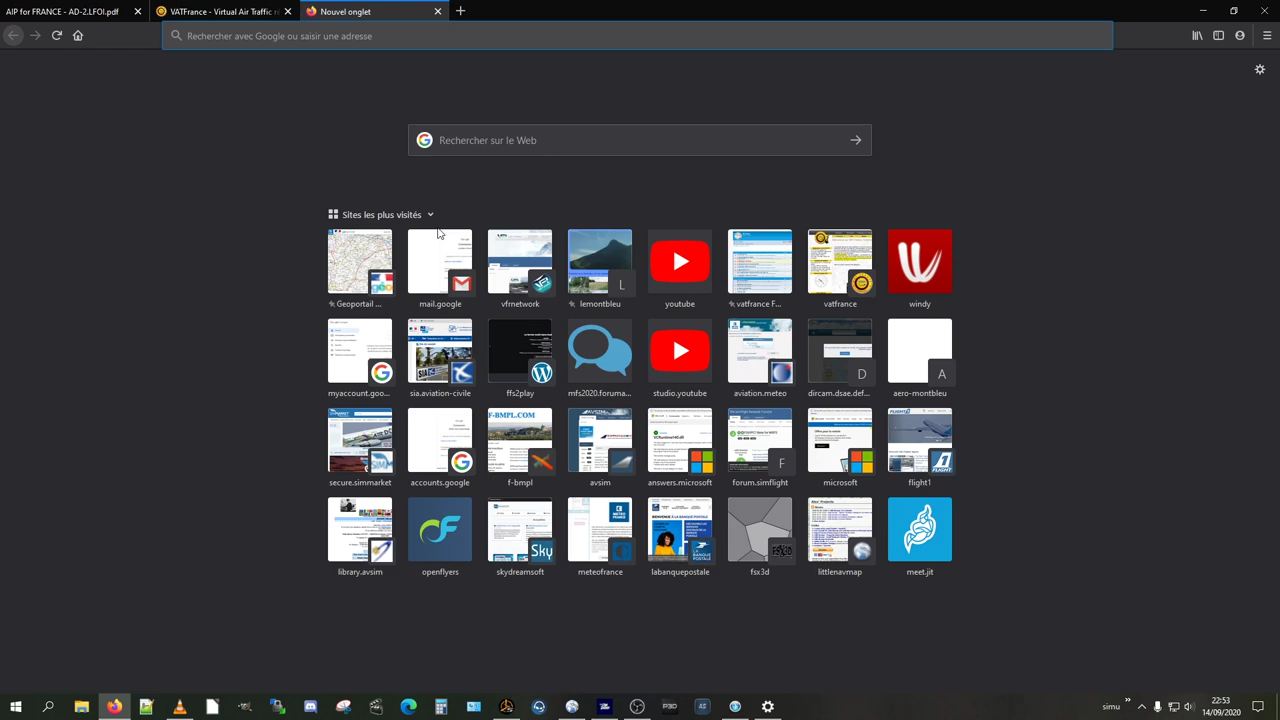 AIP for FRANCE - AD-2.LFOI.pdf
VATFrance - Virtual Air Traffic
Nouvel onglet
Rechercher avec Google ou saisir une adresse
Rechercher sur le Web
Sites les plus visités
Geoportail ...
mail.google
vfrnetwork
L
lemontbleu
youtube
vatfrance F...
vatfrance
windy
myaccount.goo...
sia.aviation-civile
ffs2play
mfs2020.foruma...
studio.youtube
aviation.meteo
D
dircam.dsae.def...
A
aero-montbleu
secure.simmarket
accounts.google
F-BMPL.COM
f-bmpl
avsim
answers.microsoft
F
forum.simflight
microsoft
flight1
library.avsim
openflyers
skydreamsoft
meteofrance
labanquepostale
fsx3d
littlenavmap
meet.jit
P3D
AS
simu
22:53
14/09/2020